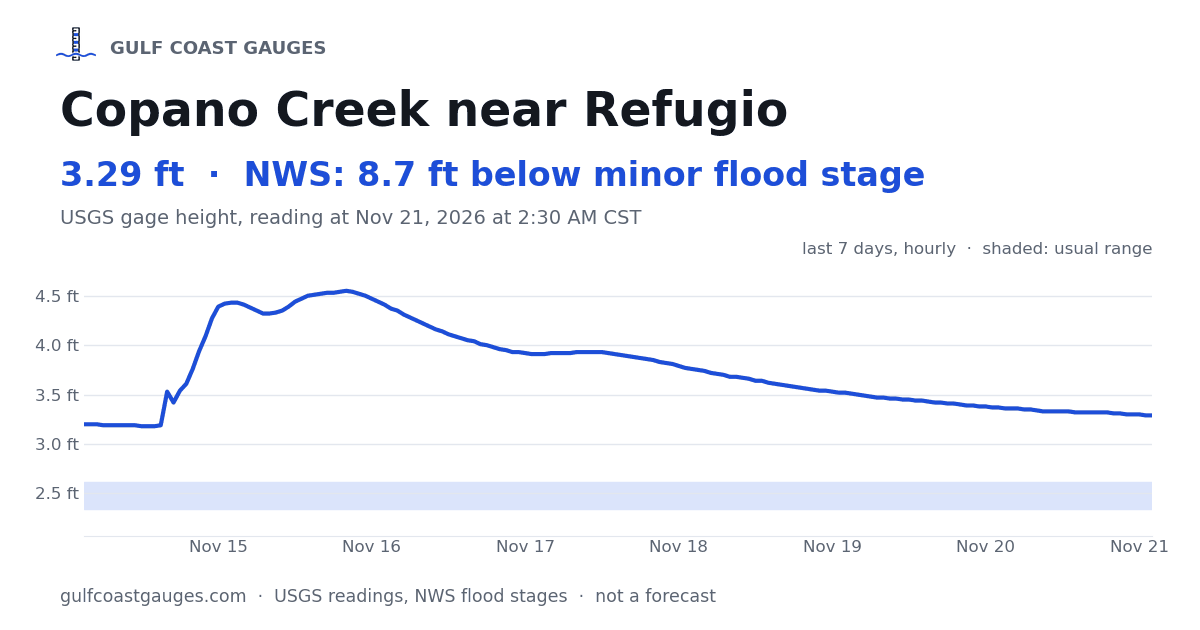 GULF COAST GAUGES
Copano Creek near Refugio
3.29 ft · NWS: 8.7 ft below minor flood stage
USGS gage height, reading at Nov 21, 2026 at 2:30 AM CST
last 7 days, hourly · shaded: usual range
4.5 ft
4.0 ft
3.5 ft
3.0 ft
2.5 ft
Nov 15 Nov 16 Nov 17 Nov 18 Nov 19 Nov 20 Nov 21
gulfcoastgauges.com · USGS readings, NWS flood stages · not a forecast